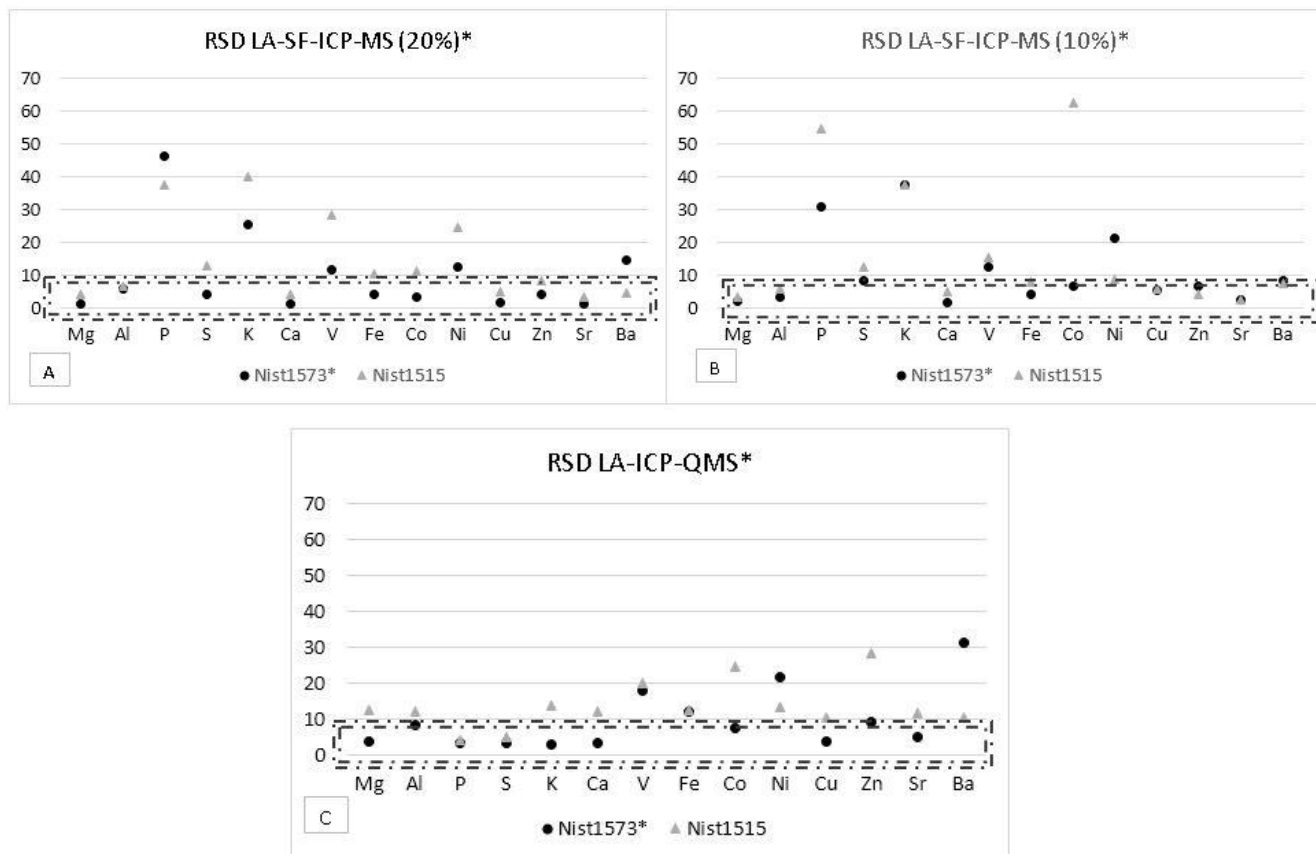 RSD LA-SF-ICP-MS (20%)*
70
60
50
40
30
20
10
0
Mg Al P S K Ca V Fe Co Ni Cu Zn Sr Ba
A
● Nist1573* ▲ Nist1515
RSD LA-SF-ICP-MS (10%)*
70
60
50
40
30
20
10
0
Mg Al P S K Ca V Fe Co Ni Cu Zn Sr Ba
B
● Nist1573* ▲ Nist1515
RSD LA-ICP-QMS*
70
60
50
40
30
20
10
0
Mg Al P S K Ca V Fe Co Ni Cu Zn Sr Ba
C
● Nist1573* ▲ Nist1515